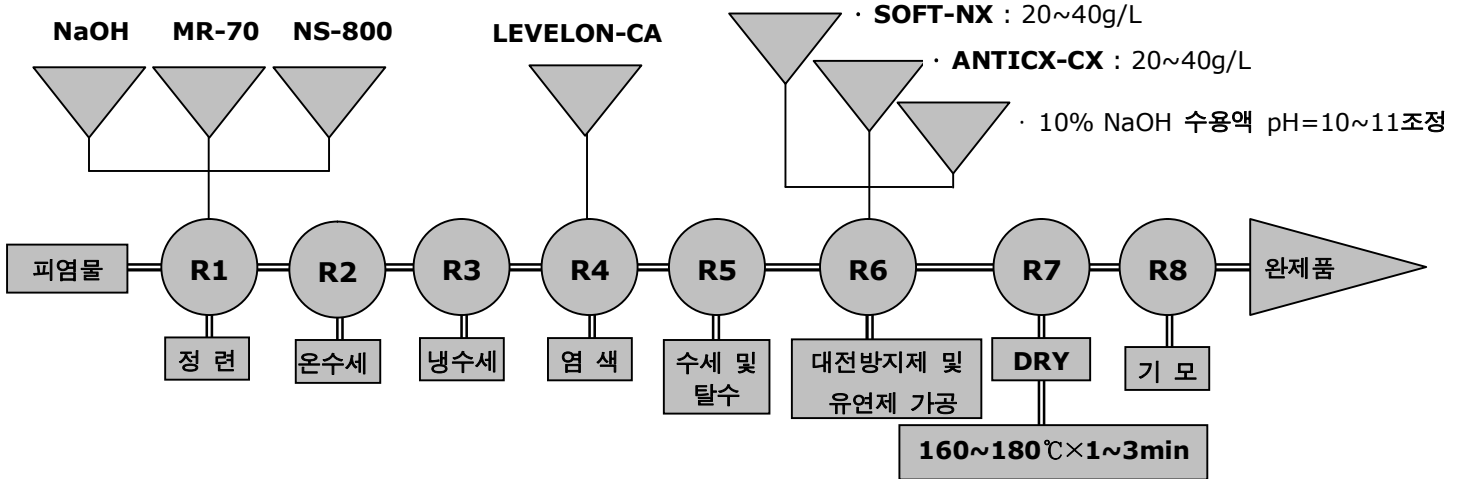 · SOFT-NX : 20~40g/L
NaOH MR-70 NS-800 LEVELON-CA
· ANTICX-CX : 20~40g/L
· 10% NaOH 수용액 pH=10~11조정
피염물 R1 R2 R3 R4 R5 R6 R7 R8 완제품
정 련
온수세
냉수세
염 색
수세 및
탈수
대전방지제 및
유연제 가공
DRY
기 모
160~180℃×1~3min